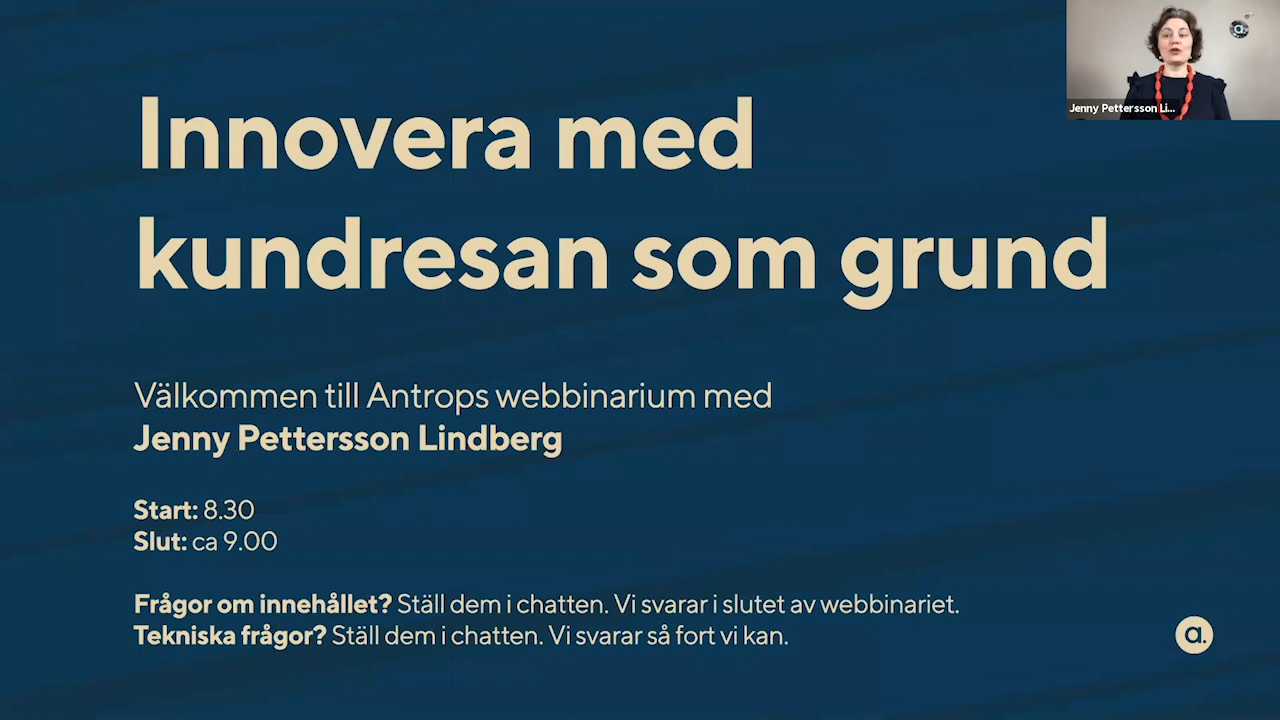 Innovera med
kundresan som grund
Välkommen till Antrops webbinarium med
Jenny Pettersson Lindberg
Start: 8.30
Slut: ca 9.00
Frågor om innehållet? Ställ dem i chatten. Vi svarar i slutet av webbinariet.
Tekniska frågor? Ställ dem i chatten. Vi svarar så fort vi kan.
Jenny Pettersson Li...
a.
a.